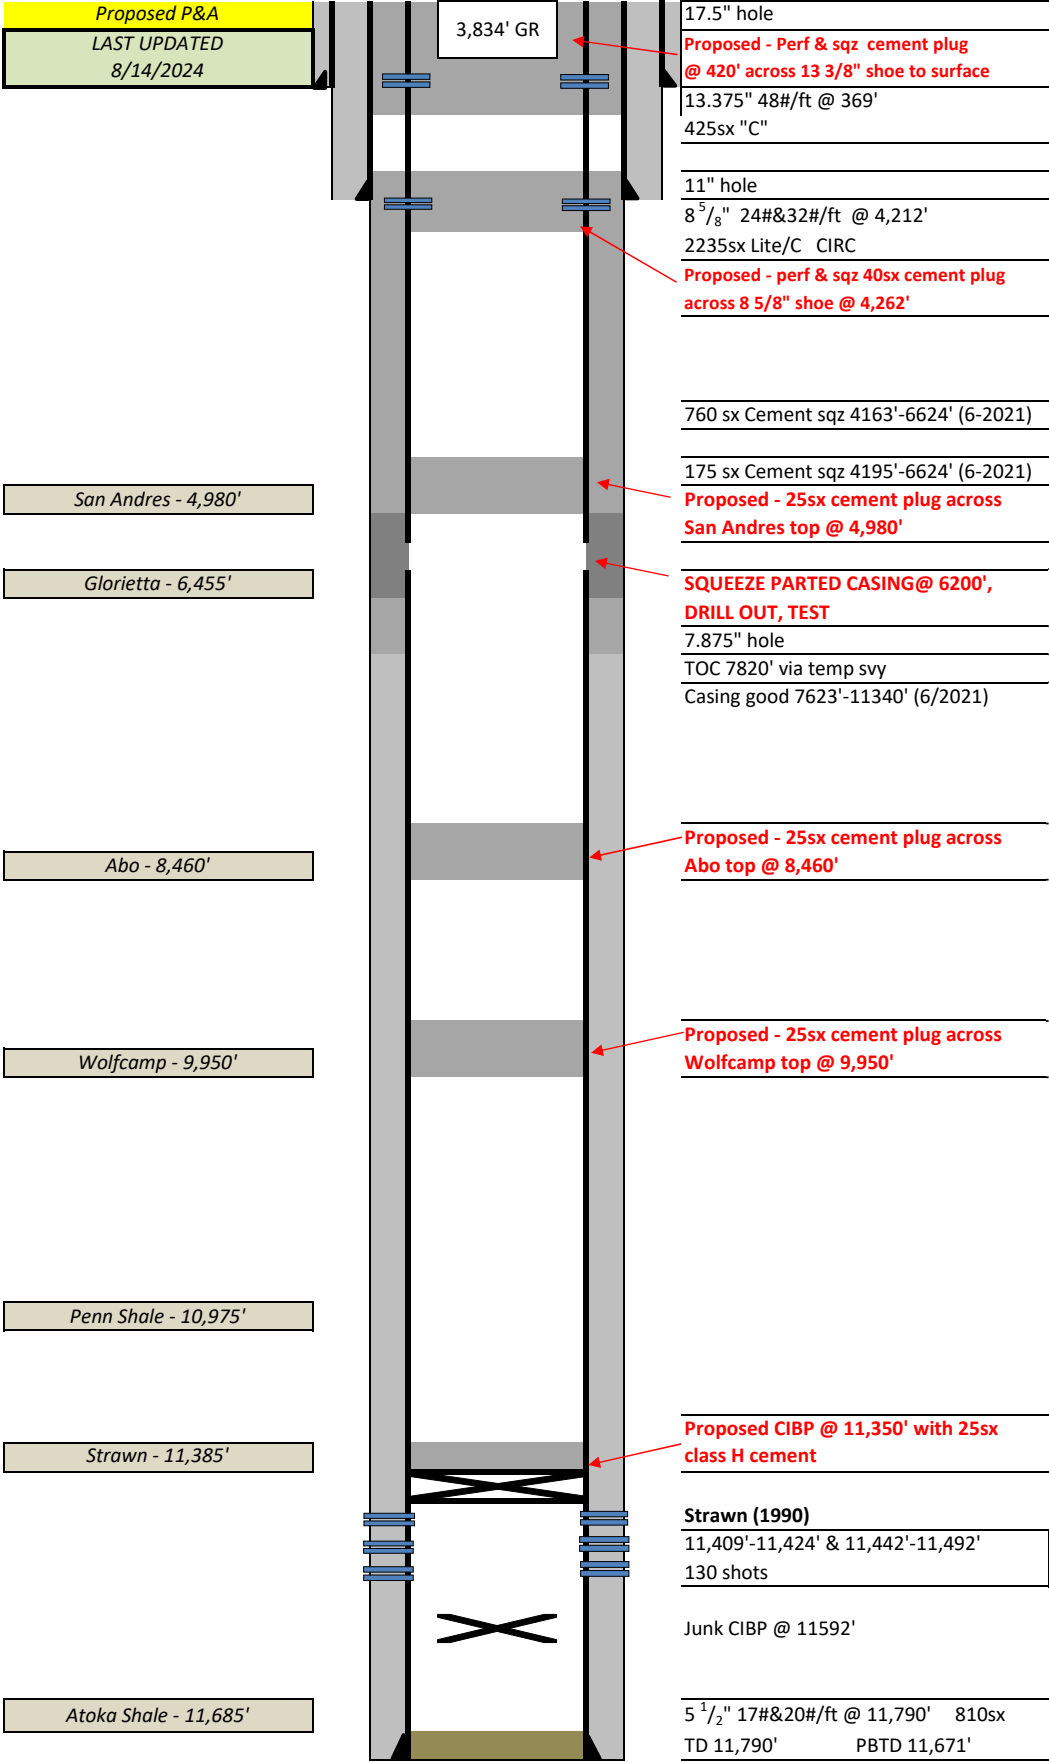 Proposed P&A
LAST UPDATED
8/14/2024
3,834' GR
17.5" hole
Proposed - Perf & sqz cement plug
@ 420' across 13 3/8" shoe to surface
13.375" 48#/ft @ 369'
425sx "C"
11" hole
8 5/8" 24#&32#/ft @ 4,212'
2235sx Lite/C CIRC
Proposed - perf & sqz 40sx cement plug
across 8 5/8" shoe @ 4,262'
760 sx Cement sqz 4163'-6624' (6-2021)
175 sx Cement sqz 4195'-6624' (6-2021)
San Andres - 4,980'
Proposed - 25sx cement plug across
San Andres top @ 4,980'
Glorietta - 6,455'
SQUEEZE PARTED CASING@ 6200',
DRILL OUT, TEST
7.875" hole
TOC 7820' via temp svy
Casing good 7623'-11340' (6/2021)
Abo - 8,460'
Proposed - 25sx cement plug across
Abo top @ 8,460'
Wolfcamp - 9,950'
Proposed - 25sx cement plug across
Wolfcamp top @ 9,950'
Penn Shale - 10,975'
Strawn - 11,385'
Proposed CIBP @ 11,350' with 25sx
class H cement
Strawn (1990)
11,409'-11,424' & 11,442'-11,492'
130 shots
Junk CIBP @ 11592'
Atoka Shale - 11,685'
5 1/2" 17#&20#/ft @ 11,790' 810sx
TD 11,790' PBTD 11,671'